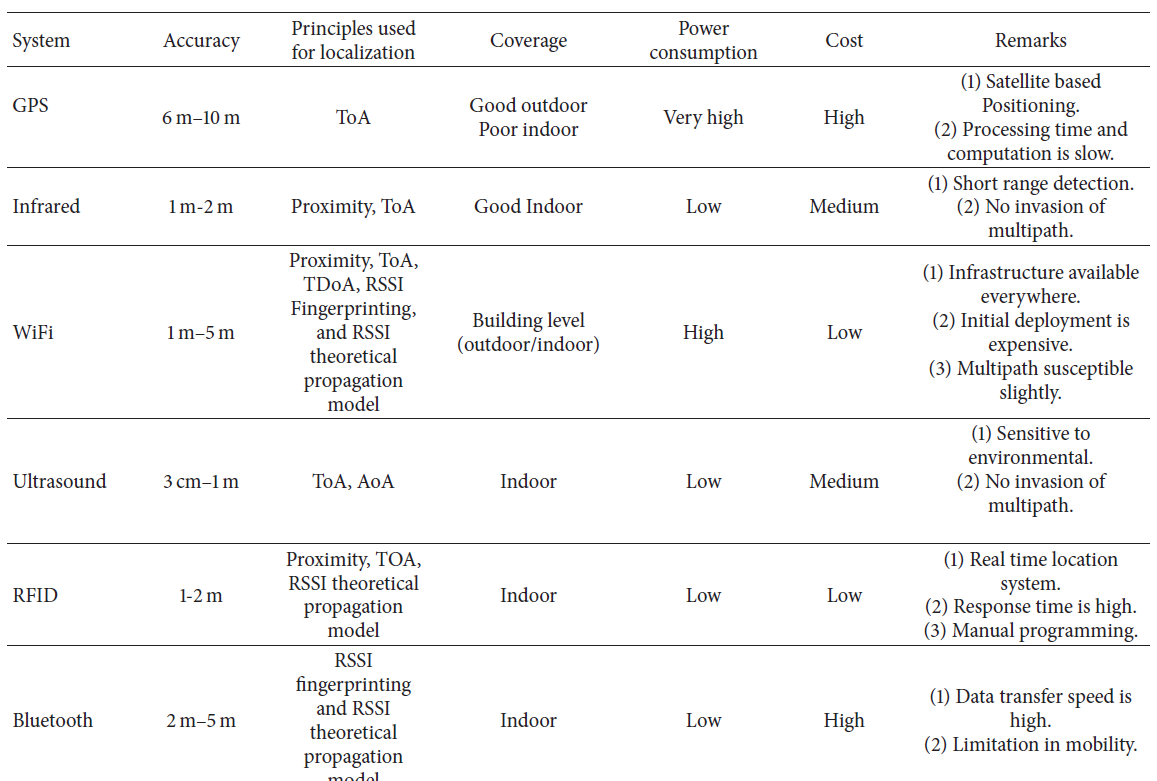 System
Accuracy
Principles used
for localization
Coverage
Power
consumption
Cost
Remarks
GPS
6 m–10 m
ToA
Good outdoor
Poor indoor
Very high
High
(1) Satellite based
Positioning.
(2) Processing time and
computation is slow.
Infrared
1 m-2 m
Proximity, ToA
Good Indoor
Low
Medium
(1) Short range detection.
(2) No invasion of
multipath.
WiFi
1 m–5 m
Proximity, ToA,
TDoA, RSSI
Fingerprinting,
and RSSI
theoretical
propagation
model
Building level
(outdoor/indoor)
High
Low
(1) Infrastructure available
everywhere.
(2) Initial deployment is
expensive.
(3) Multipath susceptible
slightly.
Ultrasound
3 cm–1 m
ToA, AoA
Indoor
Low
Medium
(1) Sensitive to
environmental.
(2) No invasion of
multipath.
RFID
1-2 m
Proximity, TOA,
RSSI theoretical
propagation
model
Indoor
Low
Low
(1) Real time location
system.
(2) Response time is high.
(3) Manual programming.
Bluetooth
2 m–5 m
RSSI
fingerprinting
and RSSI
theoretical
propagation
model
Indoor
Low
High
(1) Data transfer speed is
high.
(2) Limitation in mobility.